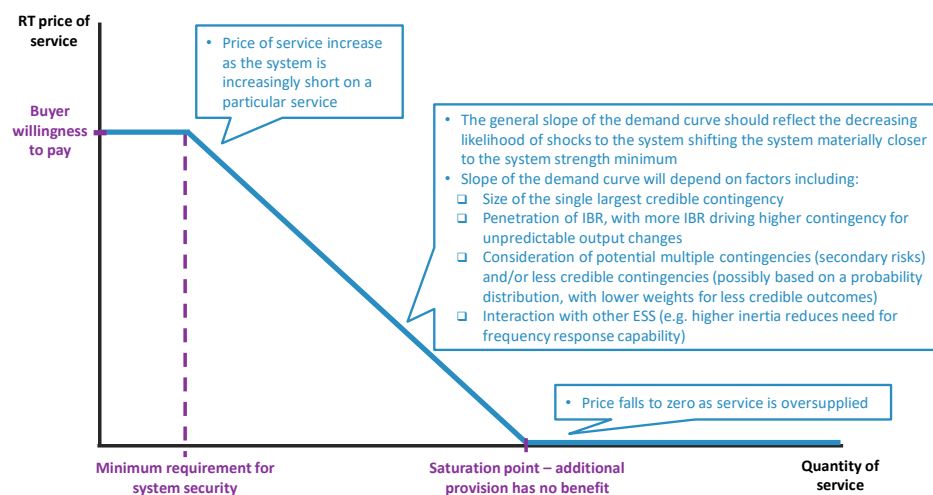 RT price of
service
• Price of service increase
as the system is
increasingly short on a
particular service
Buyer
willingness
to pay
• The general slope of the demand curve should reflect the decreasing
likelihood of shocks to the system shifting the system materially closer
to the system strength minimum
• Slope of the demand curve will depend on factors including:
❑ Size of the single largest credible contingency
❑ Penetration of IBR, with more IBR driving higher contingency for
unpredictable output changes
❑ Consideration of potential multiple contingencies (secondary risks)
and/or less credible contingencies (possibly based on a probability
distribution, with lower weights for less credible outcomes)
❑ Interaction with other ESS (e.g. higher inertia reduces need for
frequency response capability)
• Price falls to zero as service is oversupplied
Minimum requirement for
system security
Saturation point – additional
provision has no benefit
Quantity of
service